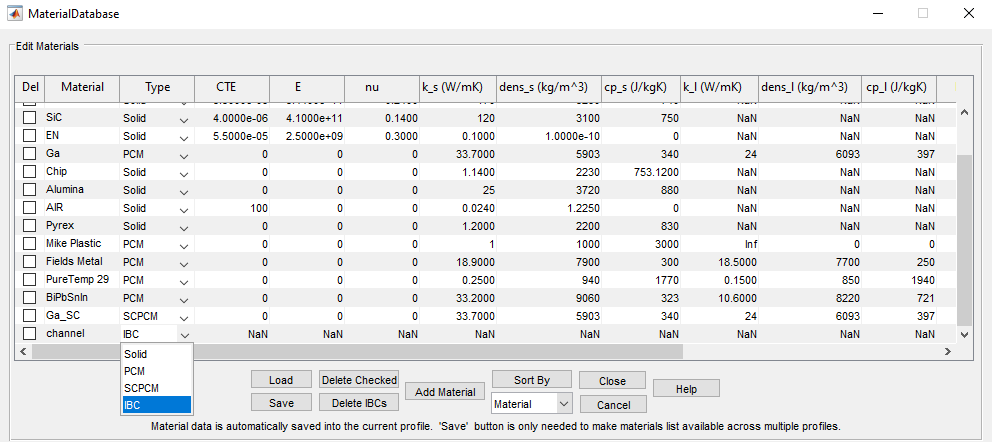 MaterialDatabase
Edit Materials
Del Material Type CTE E nu k_s (W/mK) dens_s (kg/m^3) cp_s (J/kgK) k_l (W/mK) dens_l (kg/m^3) cp_l (J/kgK)
SiC Solid 4.0000e-06 4.1000e+11 0.1400 120 3100 750 NaN NaN NaN
EN Solid 5.5000e-05 2.5000e+09 0.3000 0.1000 1.0000e-10 0 NaN NaN NaN
Ga PCM 0 0 0 33.7000 5903 340 24 6093 397
Chip Solid 0 0 0 1.1400 2230 753.1200 NaN NaN NaN
Alumina Solid 0 0 0 25 3720 880 NaN NaN NaN
AIR Solid 100 0 0 0.0240 1.2250 0 NaN NaN NaN
Pyrex Solid 0 0 0 1.2000 2200 830 NaN NaN NaN
Mike Plastic PCM 0 0 0 1 1000 3000 Inf 0 0
Fields Metal PCM 0 0 0 18.9000 7900 300 18.5000 7700 250
PureTemp 29 PCM 0 0 0 0.2500 940 1770 0.1500 850 1940
BiPbSnIn PCM 0 0 0 33.2000 9060 323 10.6000 8220 721
Ga_SC SCPCM 0 0 0 33.7000 5903 340 24 6093 397
channel IBC NaN NaN NaN NaN NaN NaN NaN NaN NaN
Solid
PCM
SCPCM
IBC
Load Delete Checked Add Material Sort By Close Help
Save Delete IBCs Material Cancel
Material data is automatically saved into the current profile. 'Save' button is only needed to make materials list available across multiple profiles.